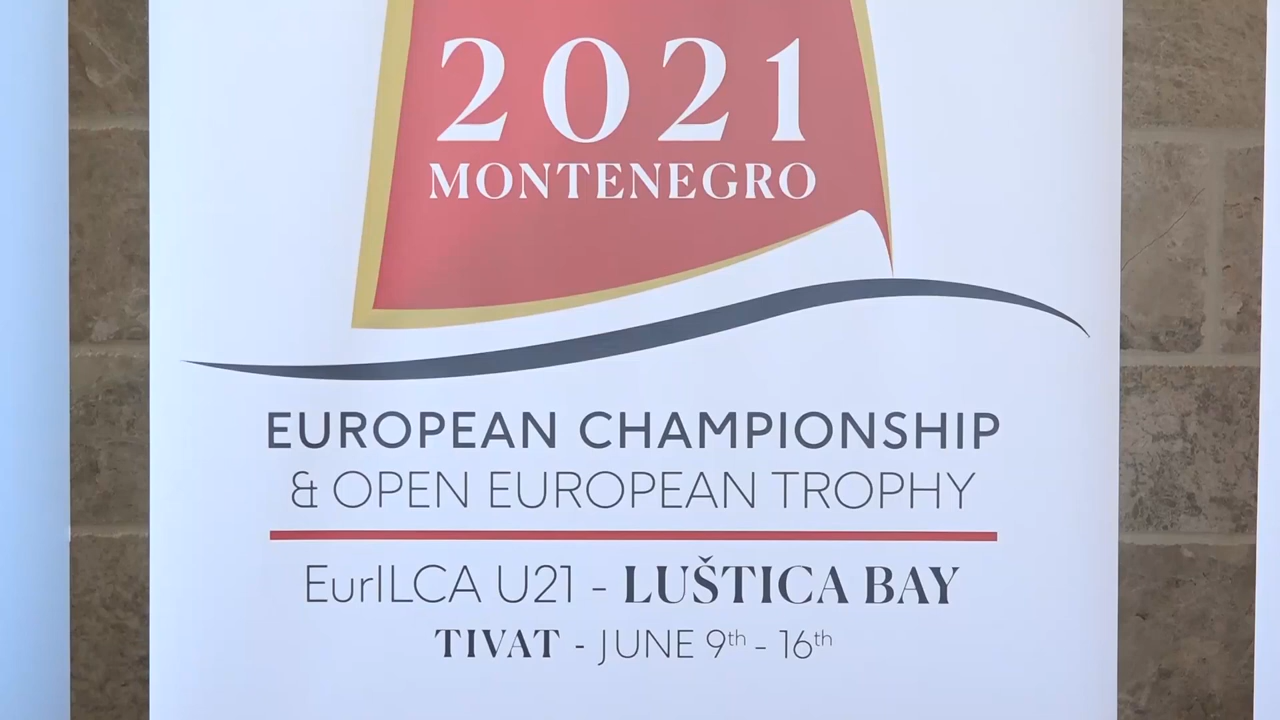 2021
MONTENEGRO
EUROPEAN CHAMPIONSHIP
& OPEN EUROPEAN TROPHY
EurILCA U21 - LUŠTICA BAY
TIVAT - JUNE 9th - 16th